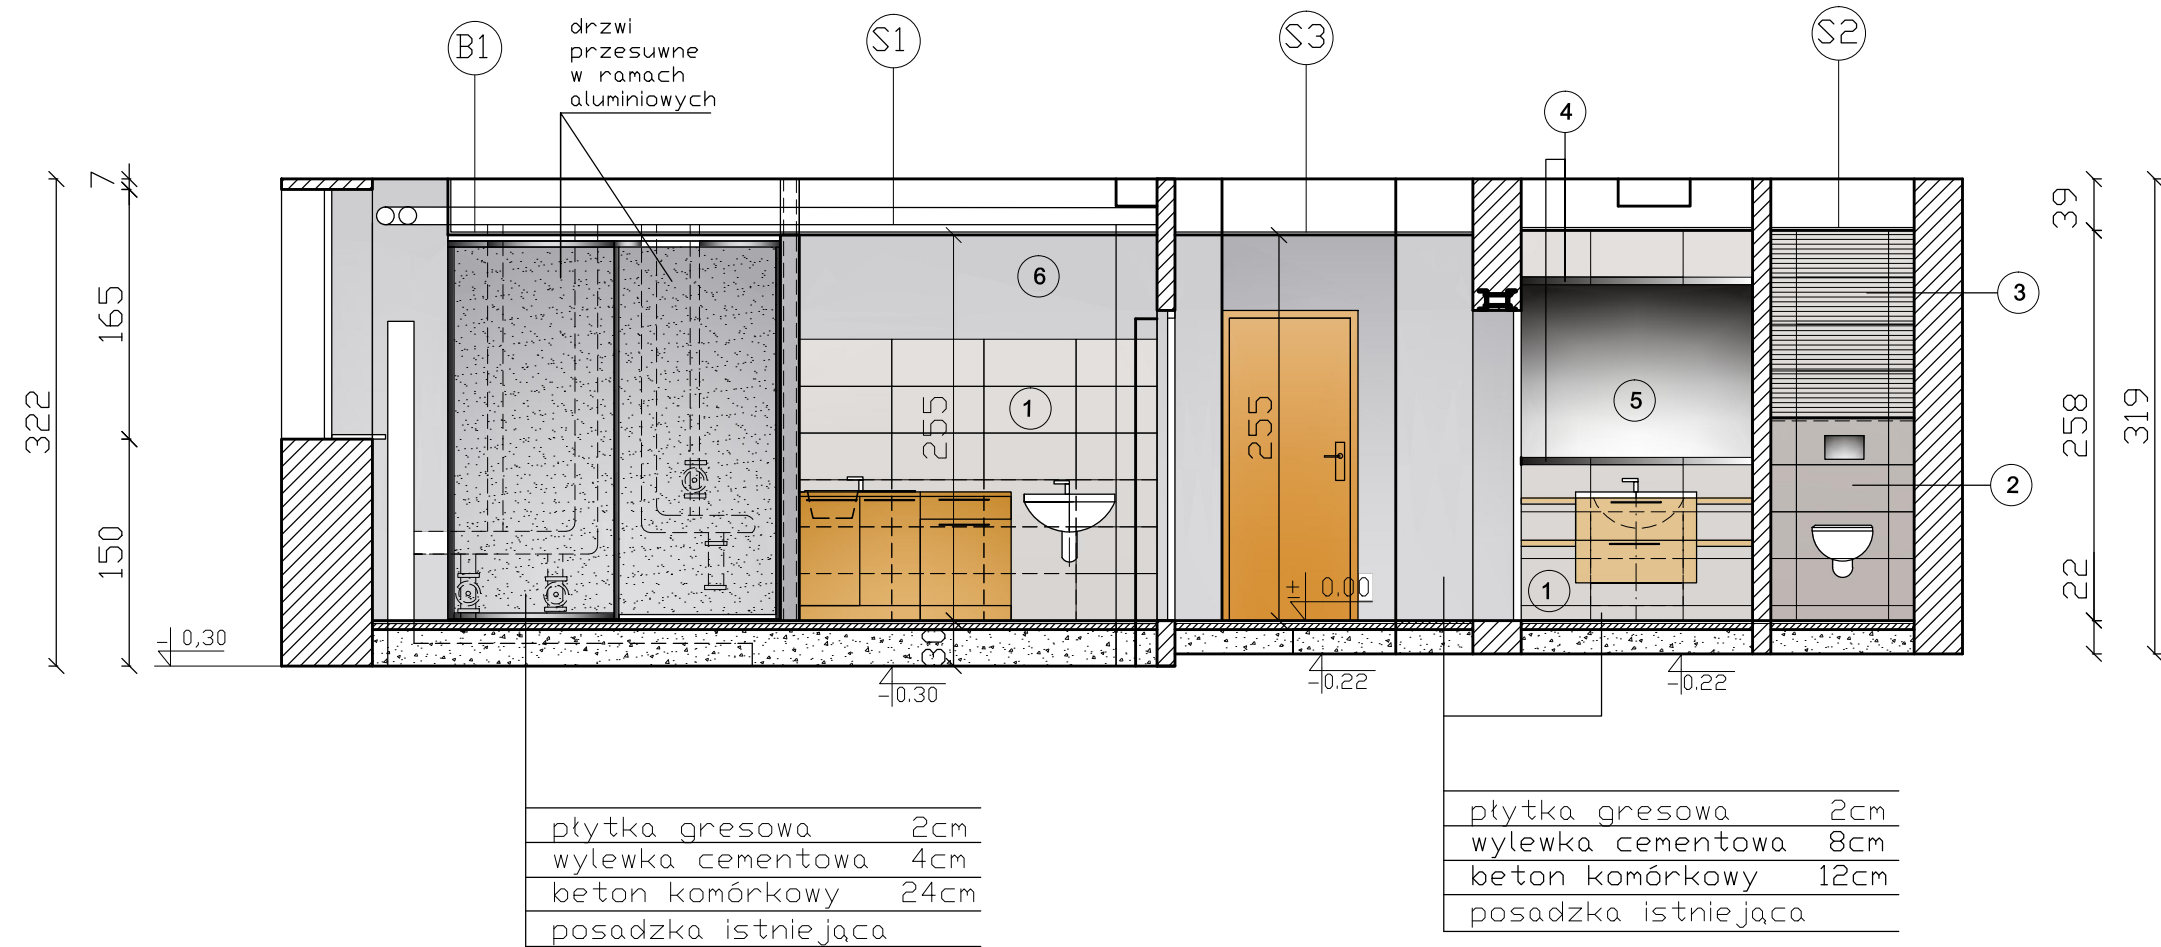 B1
drzwi
przesuwne
w ramach
aluminiowych
S1
S3
S2
4
7
39
6
3
165
322
1
255
255
5
258
319
2
150
± 0.00
1
22
- 0,30
30
-0.30
-0.22
-0.22
płytka gresowa 2cm
wylewka cementowa 4cm
beton komórkowy 24cm
posadzka istniejąca
płytka gresowa 2cm
wylewka cementowa 8cm
beton komórkowy 12cm
posadzka istniejąca